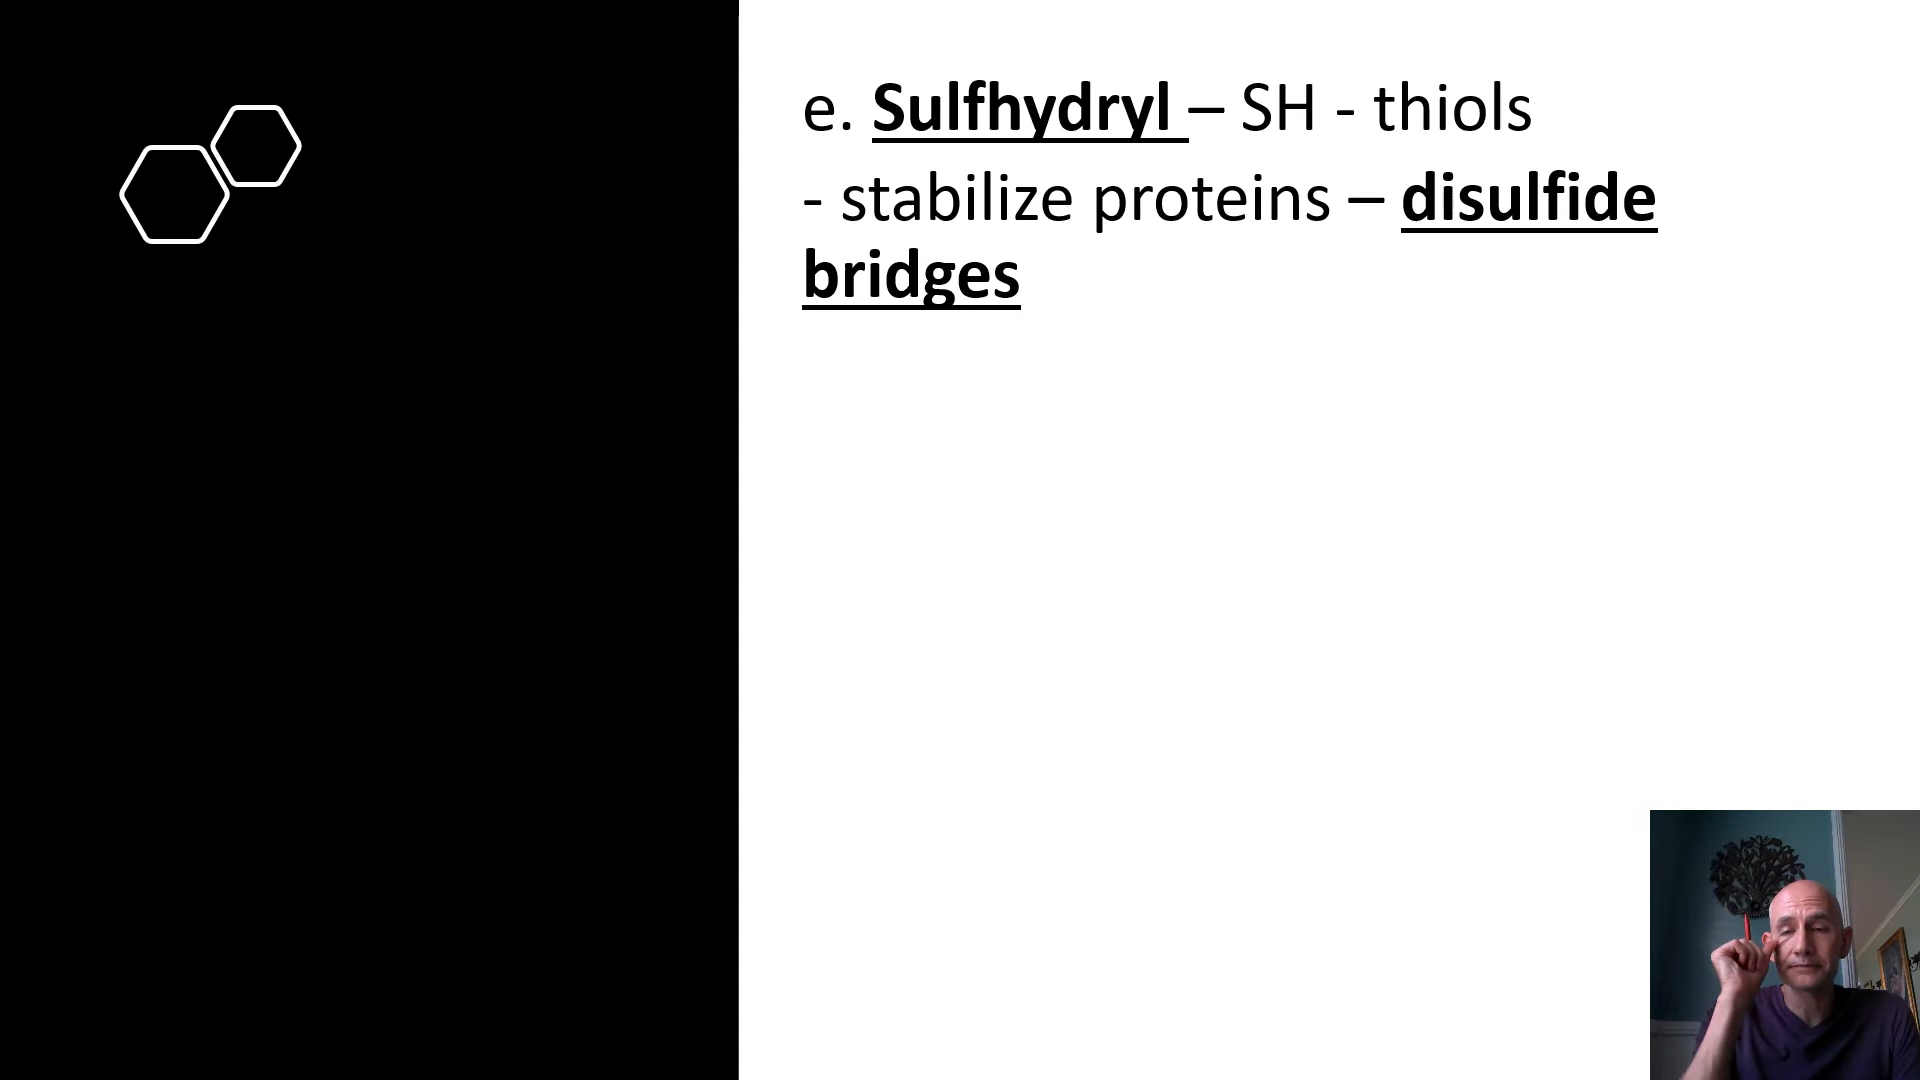 e. Sulfhydryl – SH - thiols
- stabilize proteins – disulfide
bridges